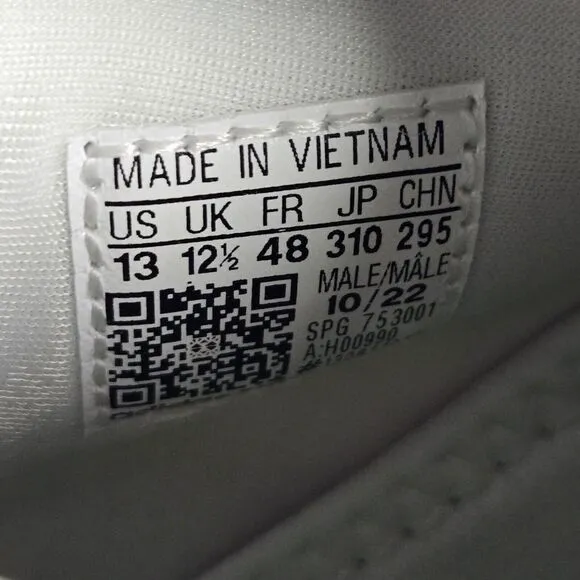 MADE IN VIETNAM
US UK FR JP CHN
13 12½ 48 310 295
MALE/MÂLE
10/22
SPG 753001
A:H00990